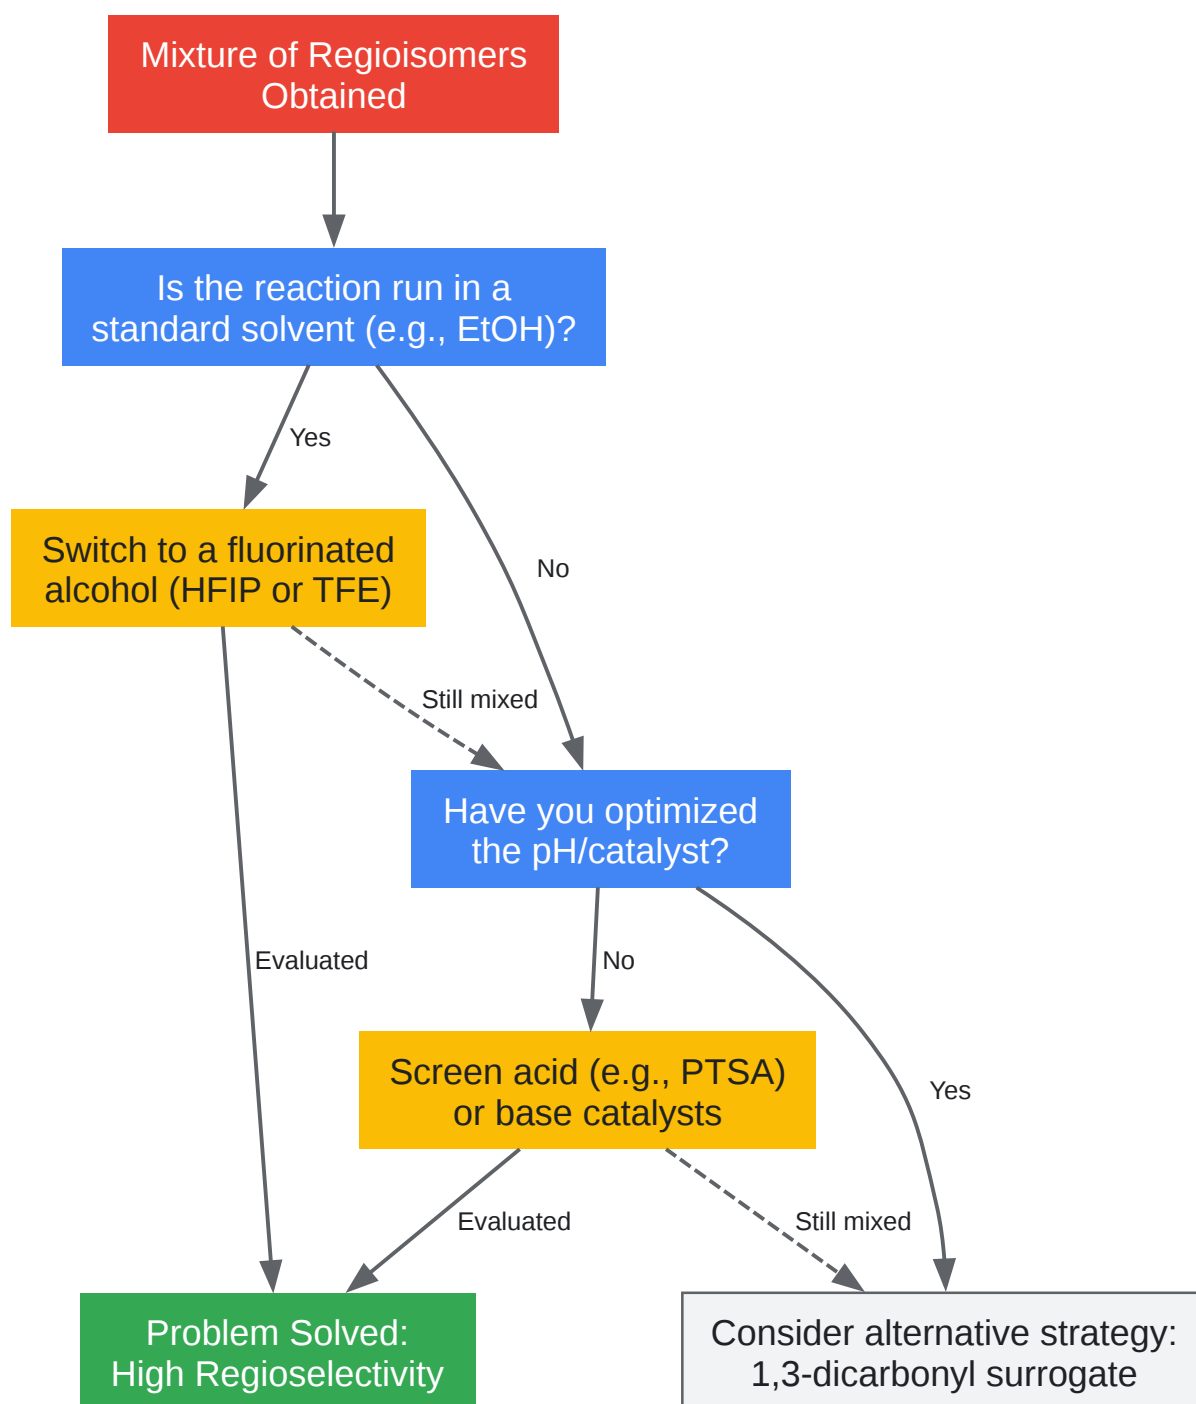 Mixture of Regioisomers
Obtained
Is the reaction run in a
standard solvent (e.g., EtOH)?
Yes
Switch to a fluorinated
alcohol (HFIP or TFE)
No
Still mixed
Have you optimized
the pH/catalyst?
Evaluated
No
Screen acid (e.g., PTSA)
or base catalysts
Yes
Evaluated
Still mixed
Problem Solved:
High Regioselectivity
Consider alternative strategy:
1,3-dicarbonyl surrogate